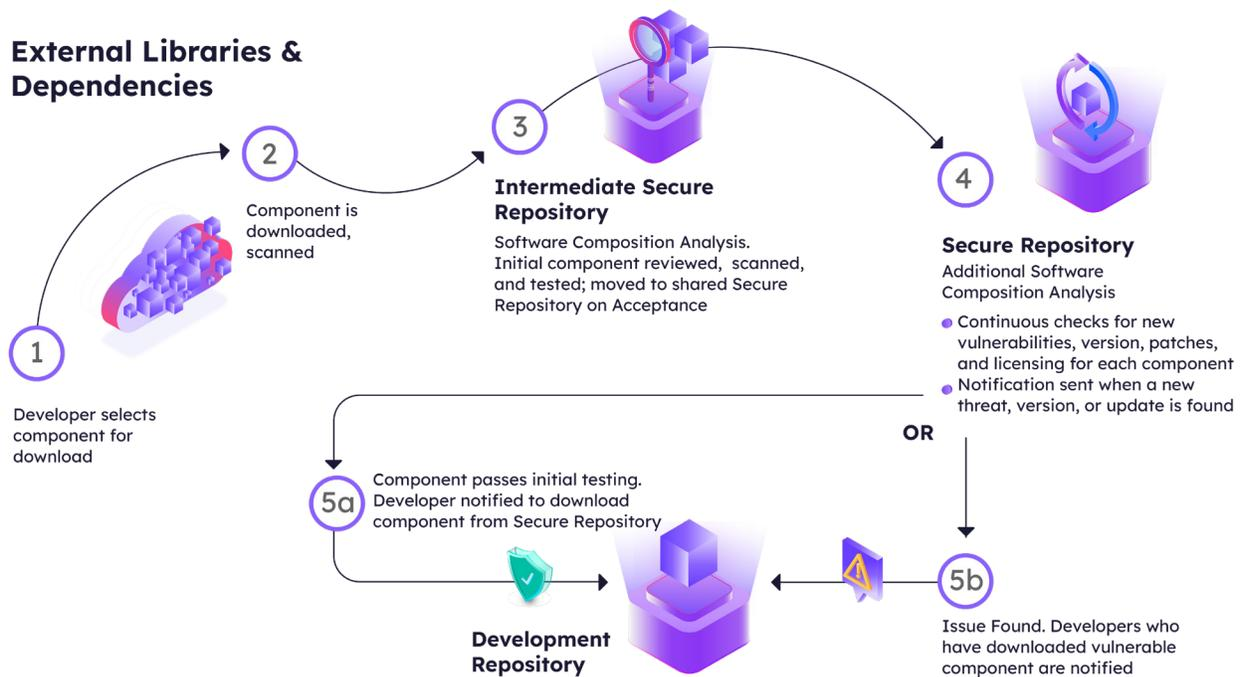 External Libraries &
Dependencies
1
Developer selects
component for
download
2
Component is
downloaded,
scanned
3
Intermediate Secure
Repository
Software Composition Analysis.
Initial component reviewed, scanned,
and tested; moved to shared Secure
Repository on Acceptance
4
Secure Repository
Additional Software
Composition Analysis
Continuous checks for new
vulnerabilities, version, patches,
and licensing for each component
Notification sent when a new
threat, version, or update is found
OR
5a
Component passes initial testing.
Developer notified to download
component from Secure Repository
Development
Repository
5b
Issue Found. Developers who
have downloaded vulnerable
component are notified